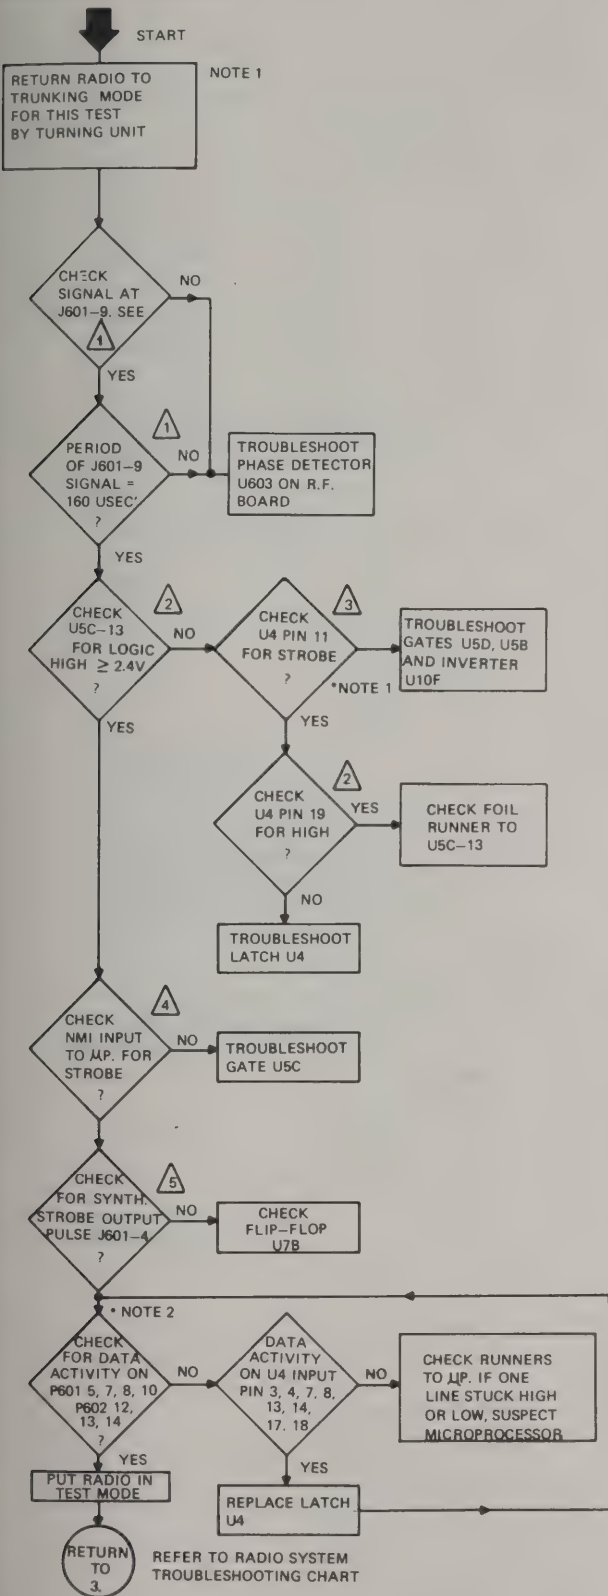 START
RETURN RADIO TO
TRUNKING MODE
FOR THIS TEST
BY TURNING UNIT
NOTE 1
CHECK
SIGNAL AT
J601-9. SEE
1
NO
YES
PERIOD
OF J601-9
SIGNAL =
160 USEC'
?
1
NO
TROUBLESHOOT
PHASE DETECTOR
U603 ON R.F.
BOARD
YES
CHECK
U5C-13
FOR LOGIC
HIGH ≥ 2.4V
?
2
NO
CHECK
U4 PIN 11
FOR STROBE
?
3
*NOTE 1
TROUBLESHOOT
GATES U5D, U5B
AND INVERTER
U10F
YES
YES
CHECK
U4 PIN 19
FOR HIGH
?
2
YES
CHECK FOIL
RUNNER TO
U5C-13
NO
TROUBLESHOOT
LATCH U4
CHECK
NMI INPUT
TO µP. FOR
STROBE
?
4
NO
TROUBLESHOOT
GATE U5C
CHECK
FOR SYNTH.
STROBE OUTPUT
PULSE J601-4
?
5
NO
CHECK
FLIP-FLOP
U7B
* NOTE 2
CHECK
FOR DATA
ACTIVITY ON
P601 5, 7, 8, 10
P602 12,
13, 14
?
NO
DATA
ACTIVITY
ON U4 INPUT
PIN 3, 4, 7, 8,
13, 14,
17. 18
NO
CHECK RUNNERS
TO µP. IF ONE
LINE STUCK HIGH
OR LOW, SUSPECT
MICROPROCESSOR
YES
PUT RADIO IN
TEST MODE
YES
REPLACE LATCH
U4
RETURN
TO
3.
REFER TO RADIO SYSTEM
TROUBLESHOOTING CHART